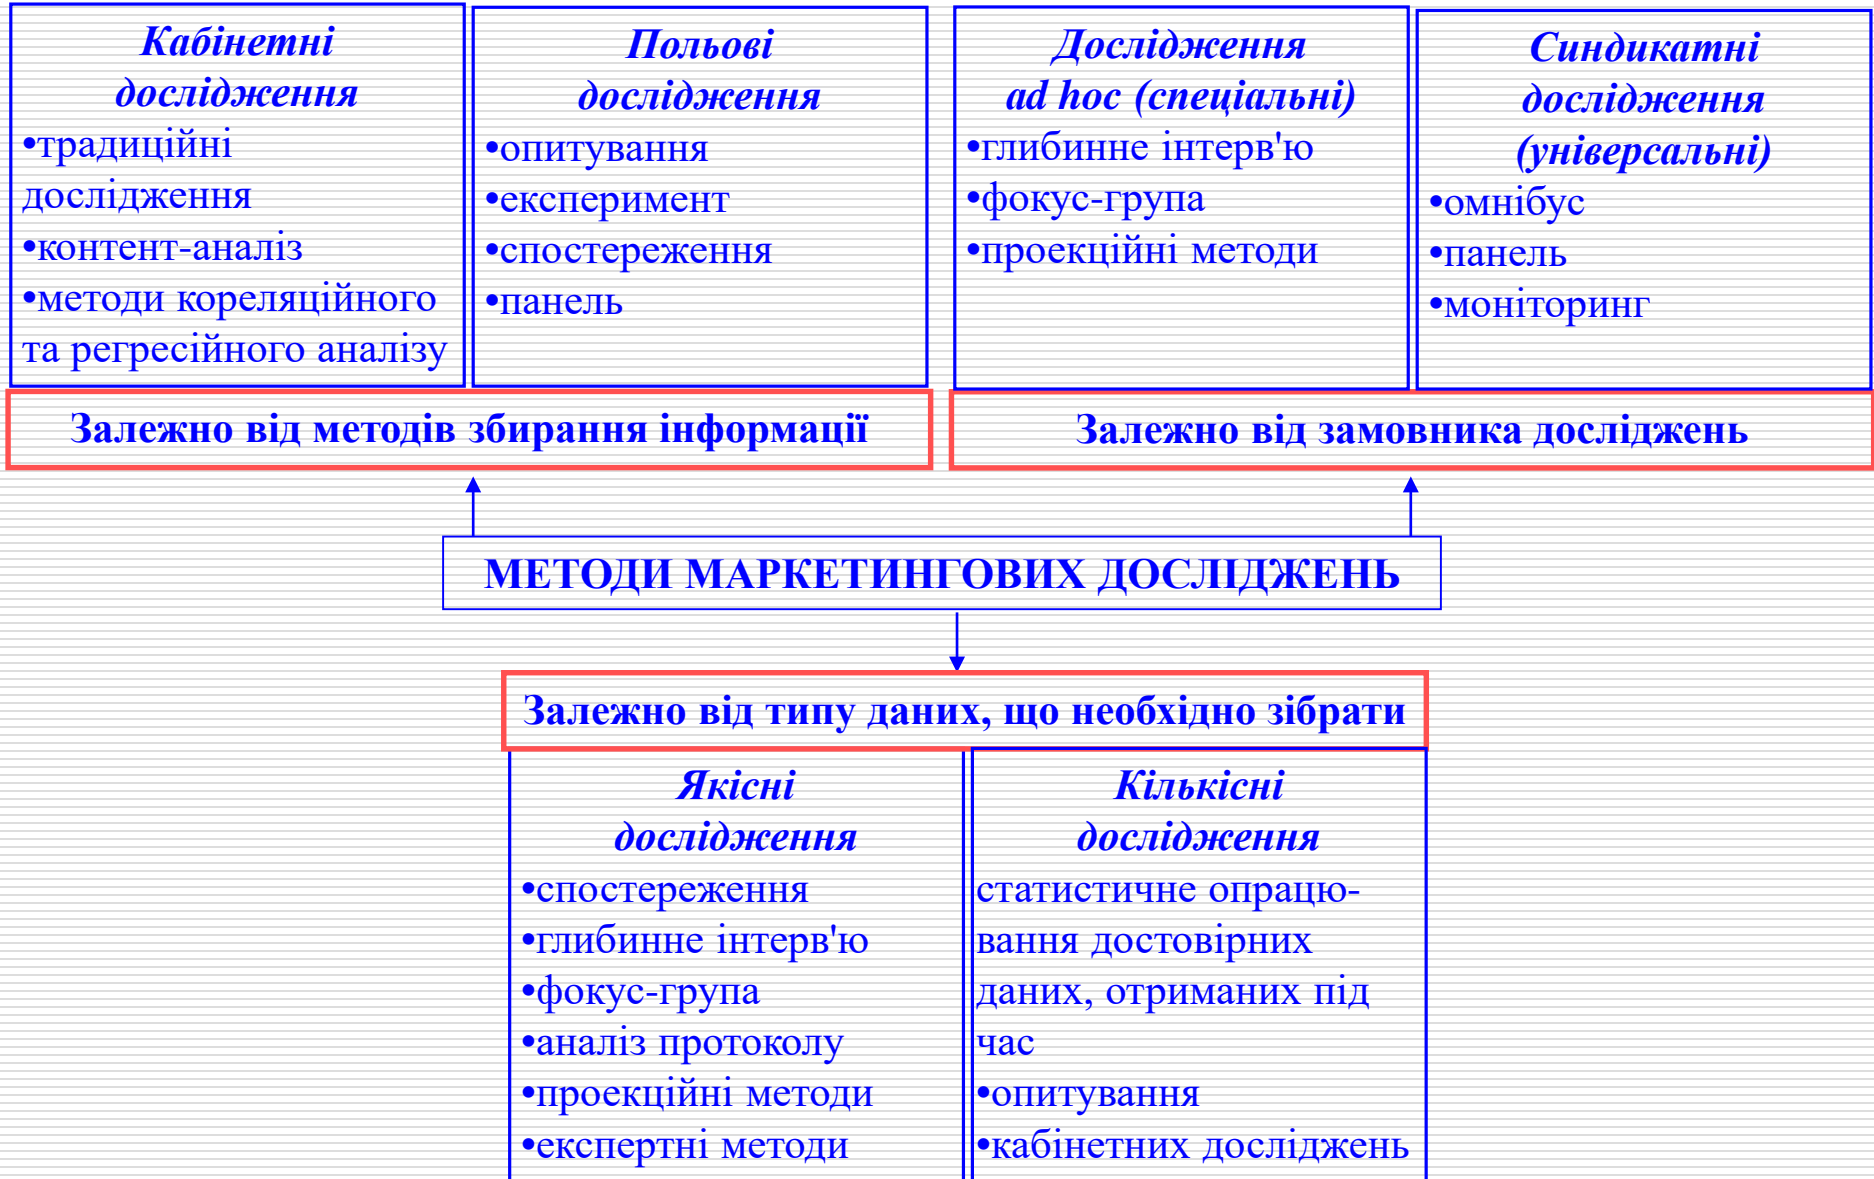 Кабінетні
дослідження
•традиційні
дослідження
•контент-аналіз
•методи кореляційного
та регресійного аналізу
Польові
дослідження
•опитування
•експеримент
•спостереження
•панель
Дослідження
ad hoc (спеціальні)
•глибинне інтерв'ю
•фокус-група
•проекційні методи
Синдикатні
дослідження
(універсальні)
•омнібус
•панель
•моніторинг
Залежно від методів збирання інформації
Залежно від замовника досліджень
МЕТОДИ МАРКЕТИНГОВИХ ДОСЛІДЖЕНЬ
Залежно від типу даних, що необхідно зібрати
Якісні
дослідження
•спостереження
•глибинне інтерв'ю
•фокус-група
•аналіз протоколу
•проекційні методи
•експертні методи
Кількісні
дослідження
статистичне опрацю-
вання достовірних
даних, отриманих під
час
•опитування
•кабінетних досліджень